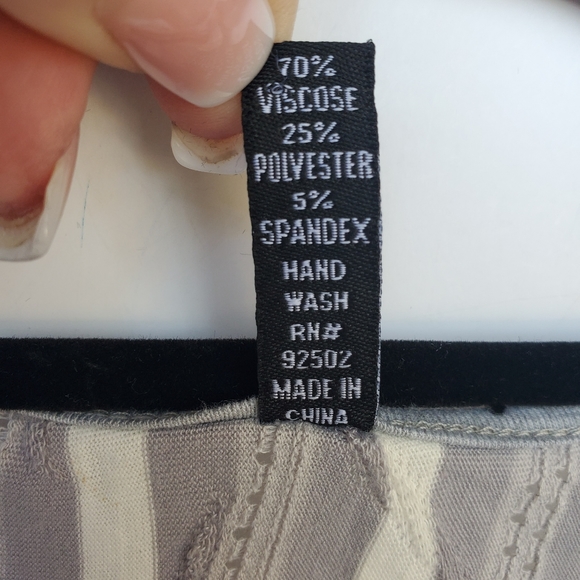 70%
VISCOSE
25%
POLYESTER
5%
SPANDEX
HAND
WASH
RN#
92502
MADE IN
CHINA